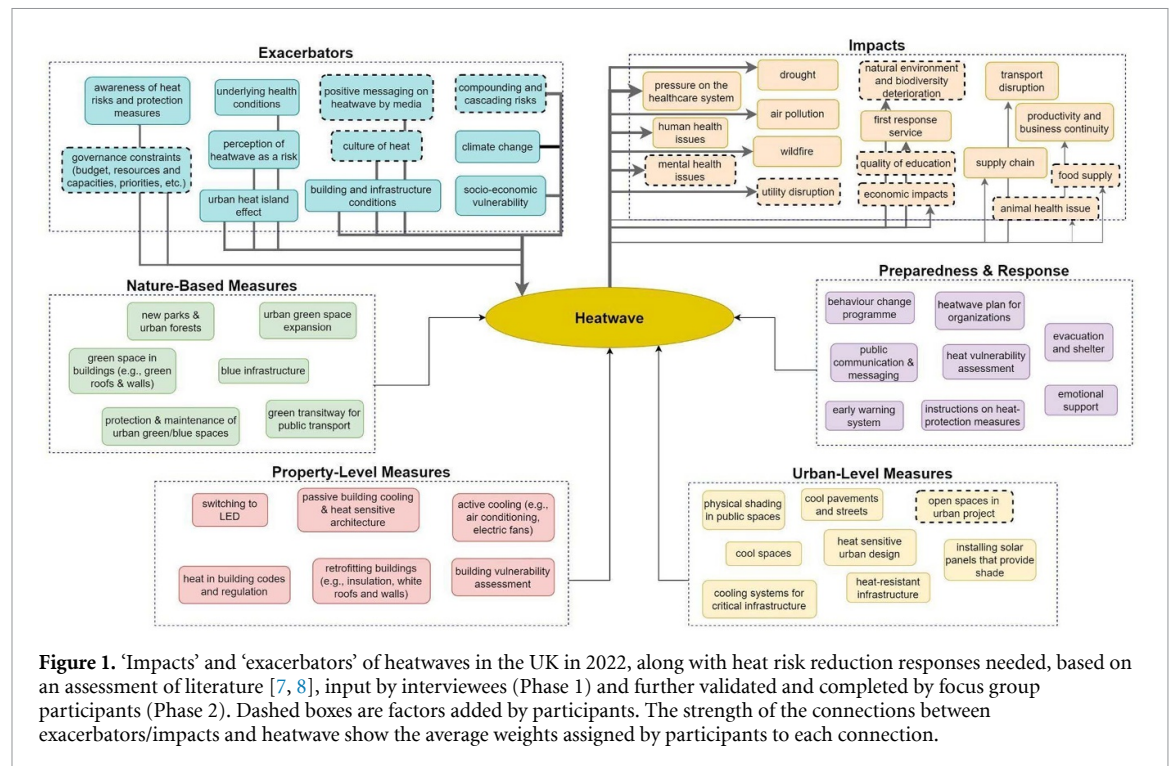 Exacerbators
awareness of heat
risks and protection
measures
underlying health
conditions
positive messaging on
heatwave by media
compounding and
cascading risks
governance constraints
(budget, resources and
capacities, priorities, etc.)
perception of
heatwave as a risk
culture of heat
climate change
urban heat island
effect
building and infrastructure
conditions
socio-economic
vulnerability
Impacts
pressure on the
healthcare system
drought
natural environment
and biodiversity
deterioration
transport
disruption
human health
issues
air pollution
first response
service
productivity and
business continuity
mental health
issues
wildfire
quality of education
supply chain
food supply
utility disruption
economic impacts
animal health issue
Heatwave
Nature-Based Measures
new parks &
urban forests
urban green space
expansion
green space in
buildings (e.g., green
roofs & walls)
blue infrastructure
protection & maintenance of
urban green/blue spaces
green transitway for
public transport
Preparedness & Response
behaviour change
programme
heatwave plan for
organizations
evacuation
and shelter
public
communication &
messaging
heat vulnerability
assessment
emotional
support
early warning
system
instructions on heat-
protection measures
Property-Level Measures
switching to
LED
passive building cooling
& heat sensitive
architecture
active cooling (e.g.,
air conditioning,
electric fans)
heat in building codes
and regulation
retrofitting buildings
(e.g., insulation, white
roofs and walls)
building vulnerability
assessment
Urban-Level Measures
physical shading
in public spaces
cool pavements
and streets
open spaces in
urban project
cool spaces
heat sensitive
urban design
installing solar
panels that provide
shade
cooling systems for
critical infrastructure
heat-resistant
infrastructure
Figure 1. ‘Impacts’ and ‘exacerbators’ of heatwaves in the UK in 2022, along with heat risk reduction responses needed, based on
an assessment of literature [7, 8], input by interviewees (Phase 1) and further validated and completed by focus group
participants (Phase 2). Dashed boxes are factors added by participants. The strength of the connections between
exacerbators/impacts and heatwave show the average weights assigned by participants to each connection.